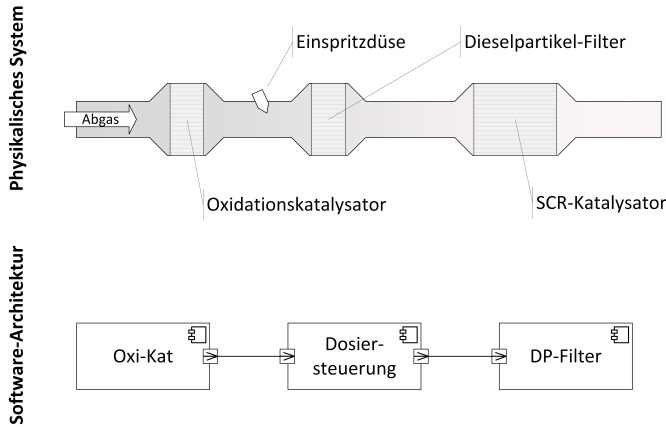 Physikalisches System
Einspritzdüse
Dieselpartikel-Filter
Abgas
Oxidationskatalysator
SCR-Katalysator
Software-Architektur
Oxi-Kat
Dosier-
steuerung
DP-Filter